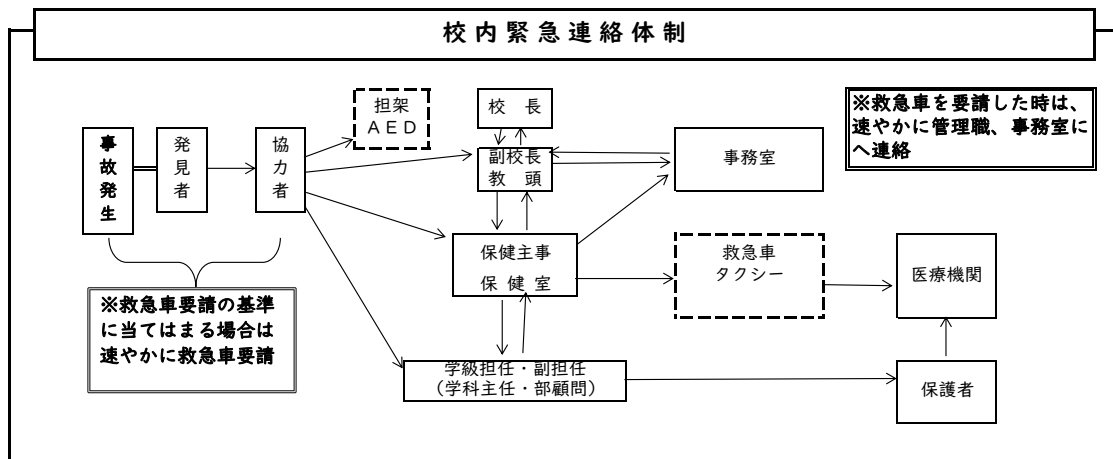 校内緊急連絡体制
事故発生
発見者
協力者
担架
AED
校　長
副校長
教　頭
事務室
※救急車を要請した時は、
速やかに管理職、事務室に
へ連絡
保健主事
保 健 室
救急車
タクシー
医療機関
※救急車要請の基準
に当てはまる場合は
速やかに救急車要請
学級担任・副担任
（学科主任・部顧問）
保護者